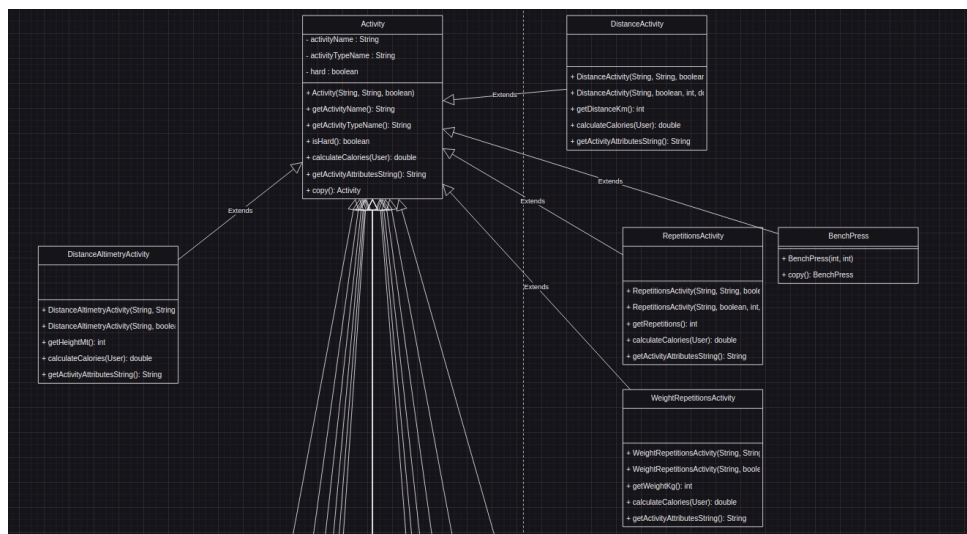 Activity
- activityName : String
- activityTypeName : String
- hard : boolean
+ Activity(String, String, boolean)
+ getActivityName(): String
+ getActivityTypeName(): String
+ isHard(): boolean
+ calculateCalories(User): double
+ getActivityAttributesString(): String
+ copy(): Activity
DistanceActivity
+ DistanceActivity(String, String, boolear
+ DistanceActivity(String, boolean, int, do
+ getDistanceKm(): int
+ calculateCalories(User): double
+ getActivityAttributesString(): String
Extends
Extends
Extends
Extends
Extends
DistanceAltimetryActivity
+ DistanceAltimetryActivity(String, String
+ DistanceAltimetryActivity(String, boolea
+ getHeightMt(): int
+ calculateCalories(User): double
+ getActivityAttributesString(): String
RepetitionsActivity
+ RepetitionsActivity(String, String, boole
+ RepetitionsActivity(String, boolean, int,
+ getRepetitions(): int
+ calculateCalories(User): double
+ getActivityAttributesString(): String
BenchPress
+ BenchPress(int, int)
+ copy(): BenchPress
WeightRepetitionsActivity
+ WeightRepetitionsActivity(String, String
+ WeightRepetitionsActivity(String, boole
+ getWeightKg(): int
+ calculateCalories(User): double
+ getActivityAttributesString(): String